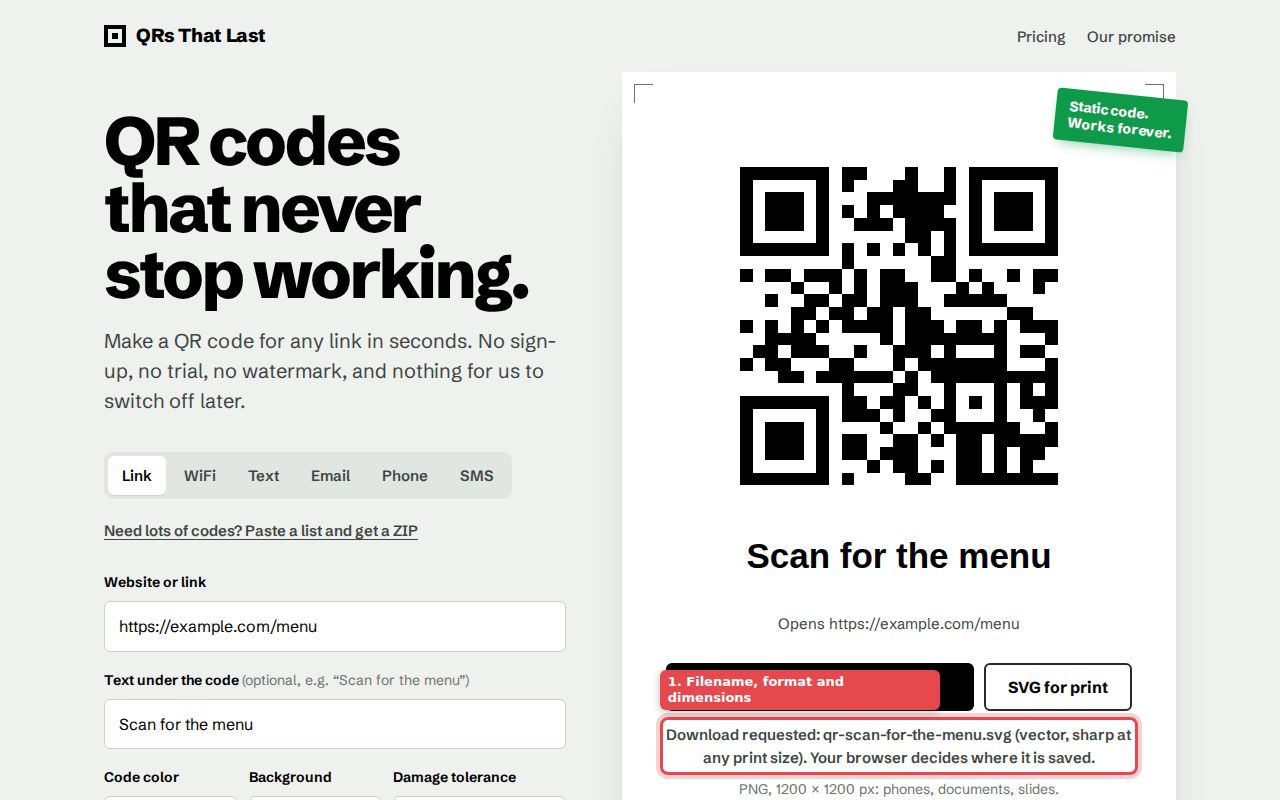 QRs That Last
Pricing
Our promise
QR codes
that never
stop working.
Make a QR code for any link in seconds. No sign-
up, no trial, no watermark, and nothing for us to
switch off later.
Link
WiFi
Text
Email
Phone
SMS
Need lots of codes? Paste a list and get a ZIP
Website or link
https://example.com/menu
Text under the code (optional, e.g. “Scan for the menu”)
Scan for the menu
Code color
Background
Damage tolerance
Static code.
Works forever.
Scan for the menu
Opens https://example.com/menu
1. Filename, format and
dimensions
SVG for print
Download requested: qr-scan-for-the-menu.svg (vector, sharp at
any print size). Your browser decides where it is saved.
PNG, 1200 × 1200 px: phones, documents, slides.